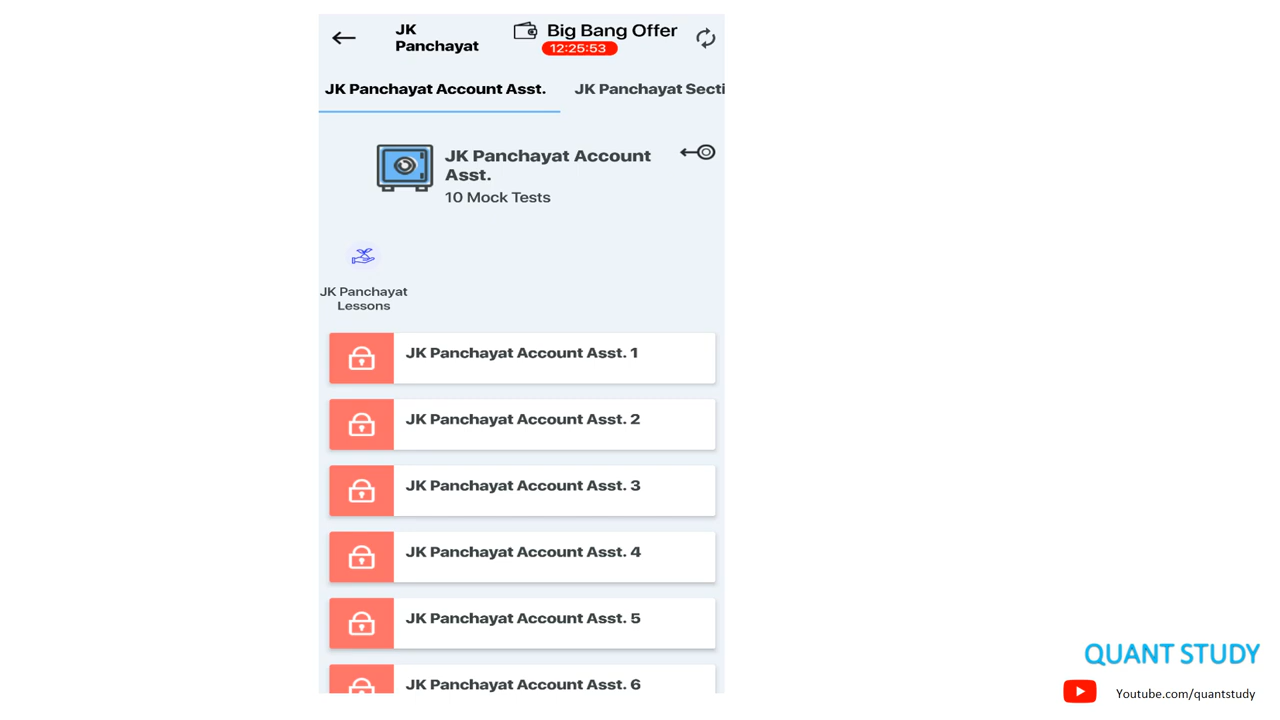 JK
Panchayat
Big Bang Offer
12:25:53
JK Panchayat Account Asst.
JK Panchayat Secti
JK Panchayat Account
Asst.
10 Mock Tests
JK Panchayat
Lessons
JK Panchayat Account Asst. 1
JK Panchayat Account Asst. 2
JK Panchayat Account Asst. 3
JK Panchayat Account Asst. 4
JK Panchayat Account Asst. 5
JK Panchayat Account Asst. 6
QUANT STUDY
Youtube.com/quantstudy